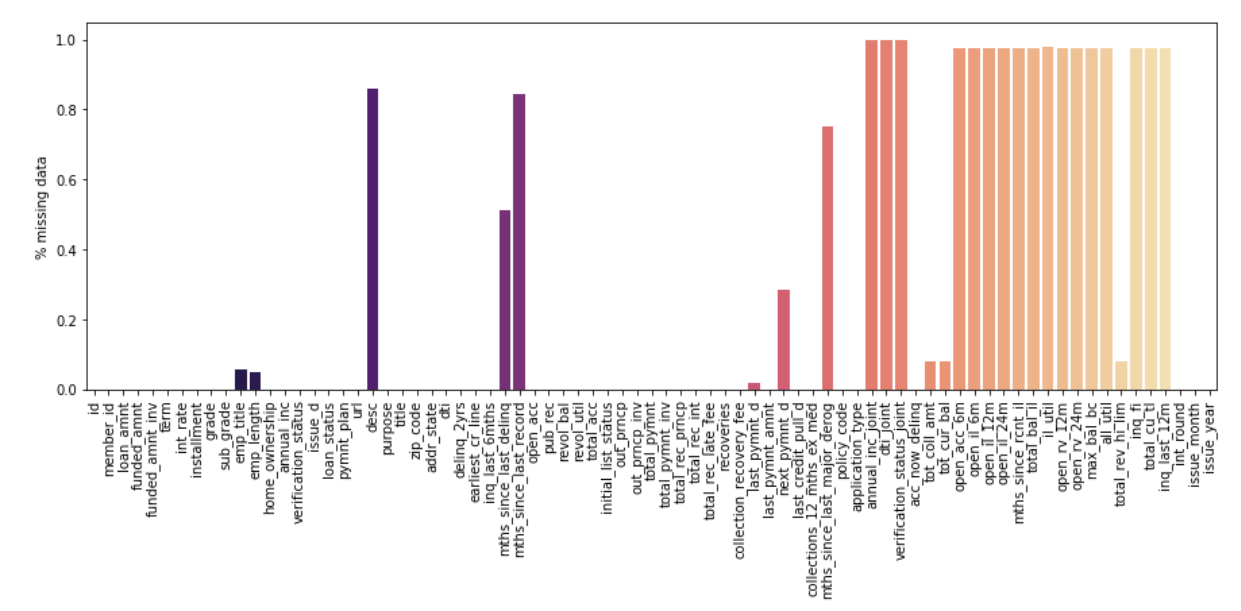 % missing data
1.0
0.8
0.6
0.4
0.2
0.0
id
member_id
loan_amnt
funded_amnt
funded_amnt_inv
term
int_rate
installment
grade
sub_grade
emp_title
emp_length
home_ownership
annual_inc
verification_status
issue_d
loan_status
pymnt_plan
url
desc
purpose
title
zip_code
addr_state
dti
delinq_2yrs
earliest_cr_line
inq_last_6mths
mths_since_last_delinq
mths_since_last_record
open_acc
pub_rec
revol_bal
revol_util
total_acc
initial_list_status
out_prncp
out_prncp_inv
total_pymnt
total_pymnt_inv
total_rec_prncp
total_rec_int
total_rec_late_fee
recoveries
collection_recovery_fee
last_pymnt_d
last_pymnt_amnt
next_pymnt_d
last_credit_pull_d
collections_12_mths_ex_med
mths_since_last_major_derog
policy_code
application_type
annual_inc_joint
dti_joint
verification_status_joint
acc_now_delinq
tot_coll_amt
tot_cur_bal
open_acc_6m
open_il_6m
open_il_12m
open_il_24m
mths_since_rcnt_il
total_bal_il
il_util
open_rv_12m
open_rv_24m
max_bal_bc
all_util
total_rev_hi_lim
inq_fi
total_cu_tl
inq_last_12m
int_round
issue_month
issue_year